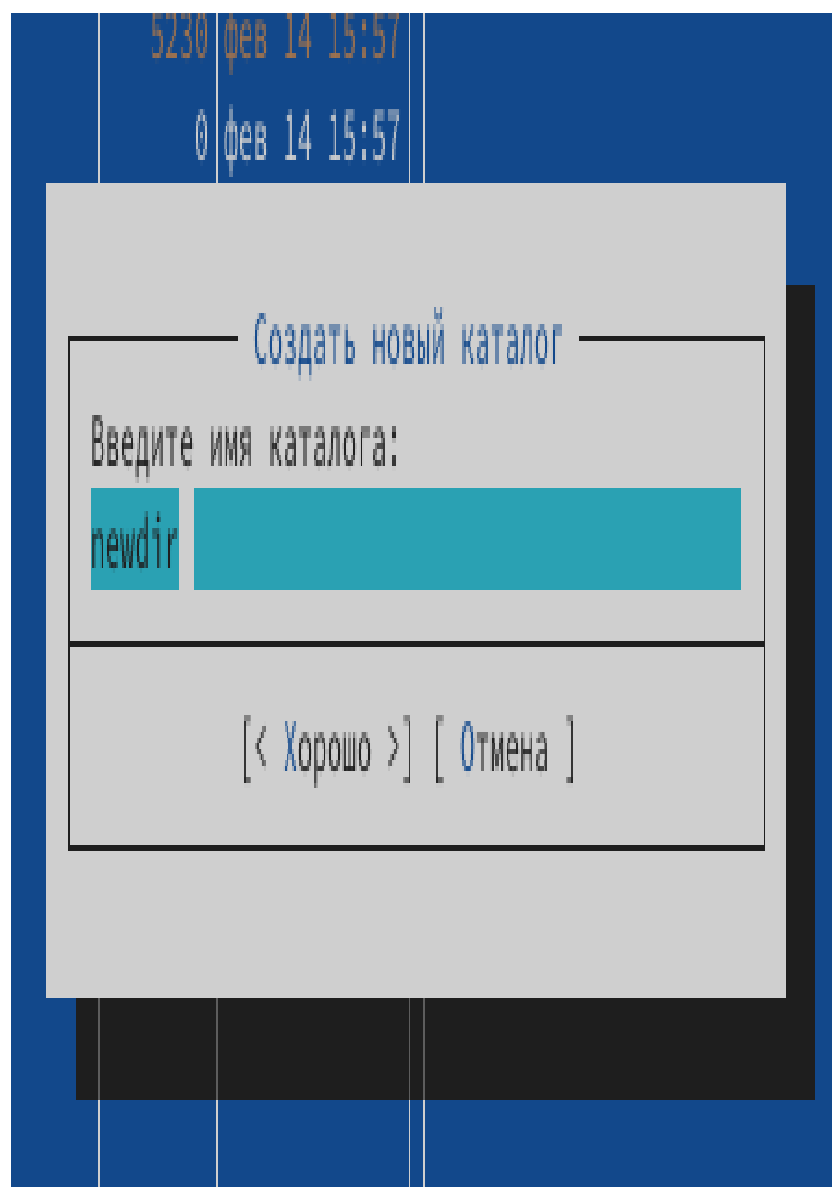 5230 фев 14 15:57
0 фев 14 15:57
Создать новый каталог
Введите имя каталога:
newdir
[< Хорошо >] [ Отмена ]